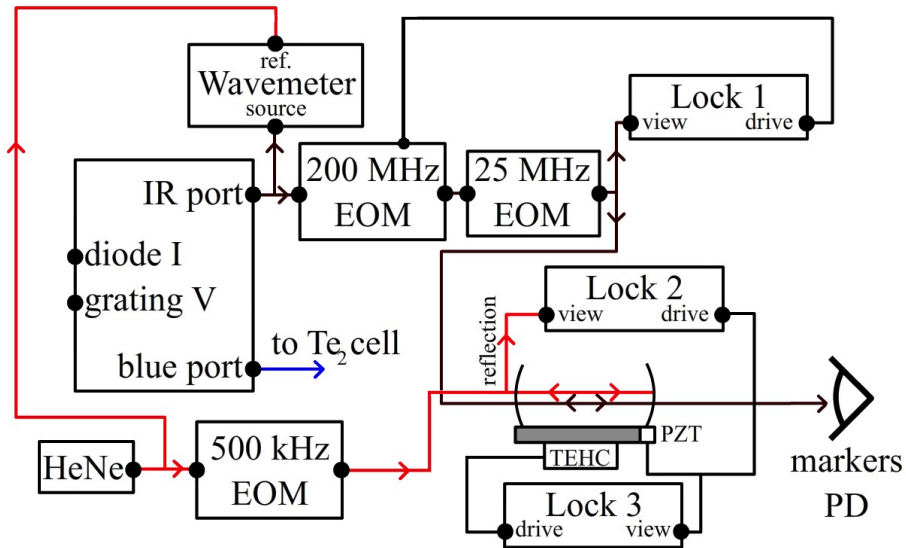 ref.
Wavemeter
source
Lock 1
view
drive
200 MHz
EOM
25 MHz
EOM
IR port
diode I
grating V
blue port
to Te2 cell
Lock 2
view
drive
reflection
PZT
TEHC
HeNe
500 kHz
EOM
Lock 3
drive
view
markers
PD